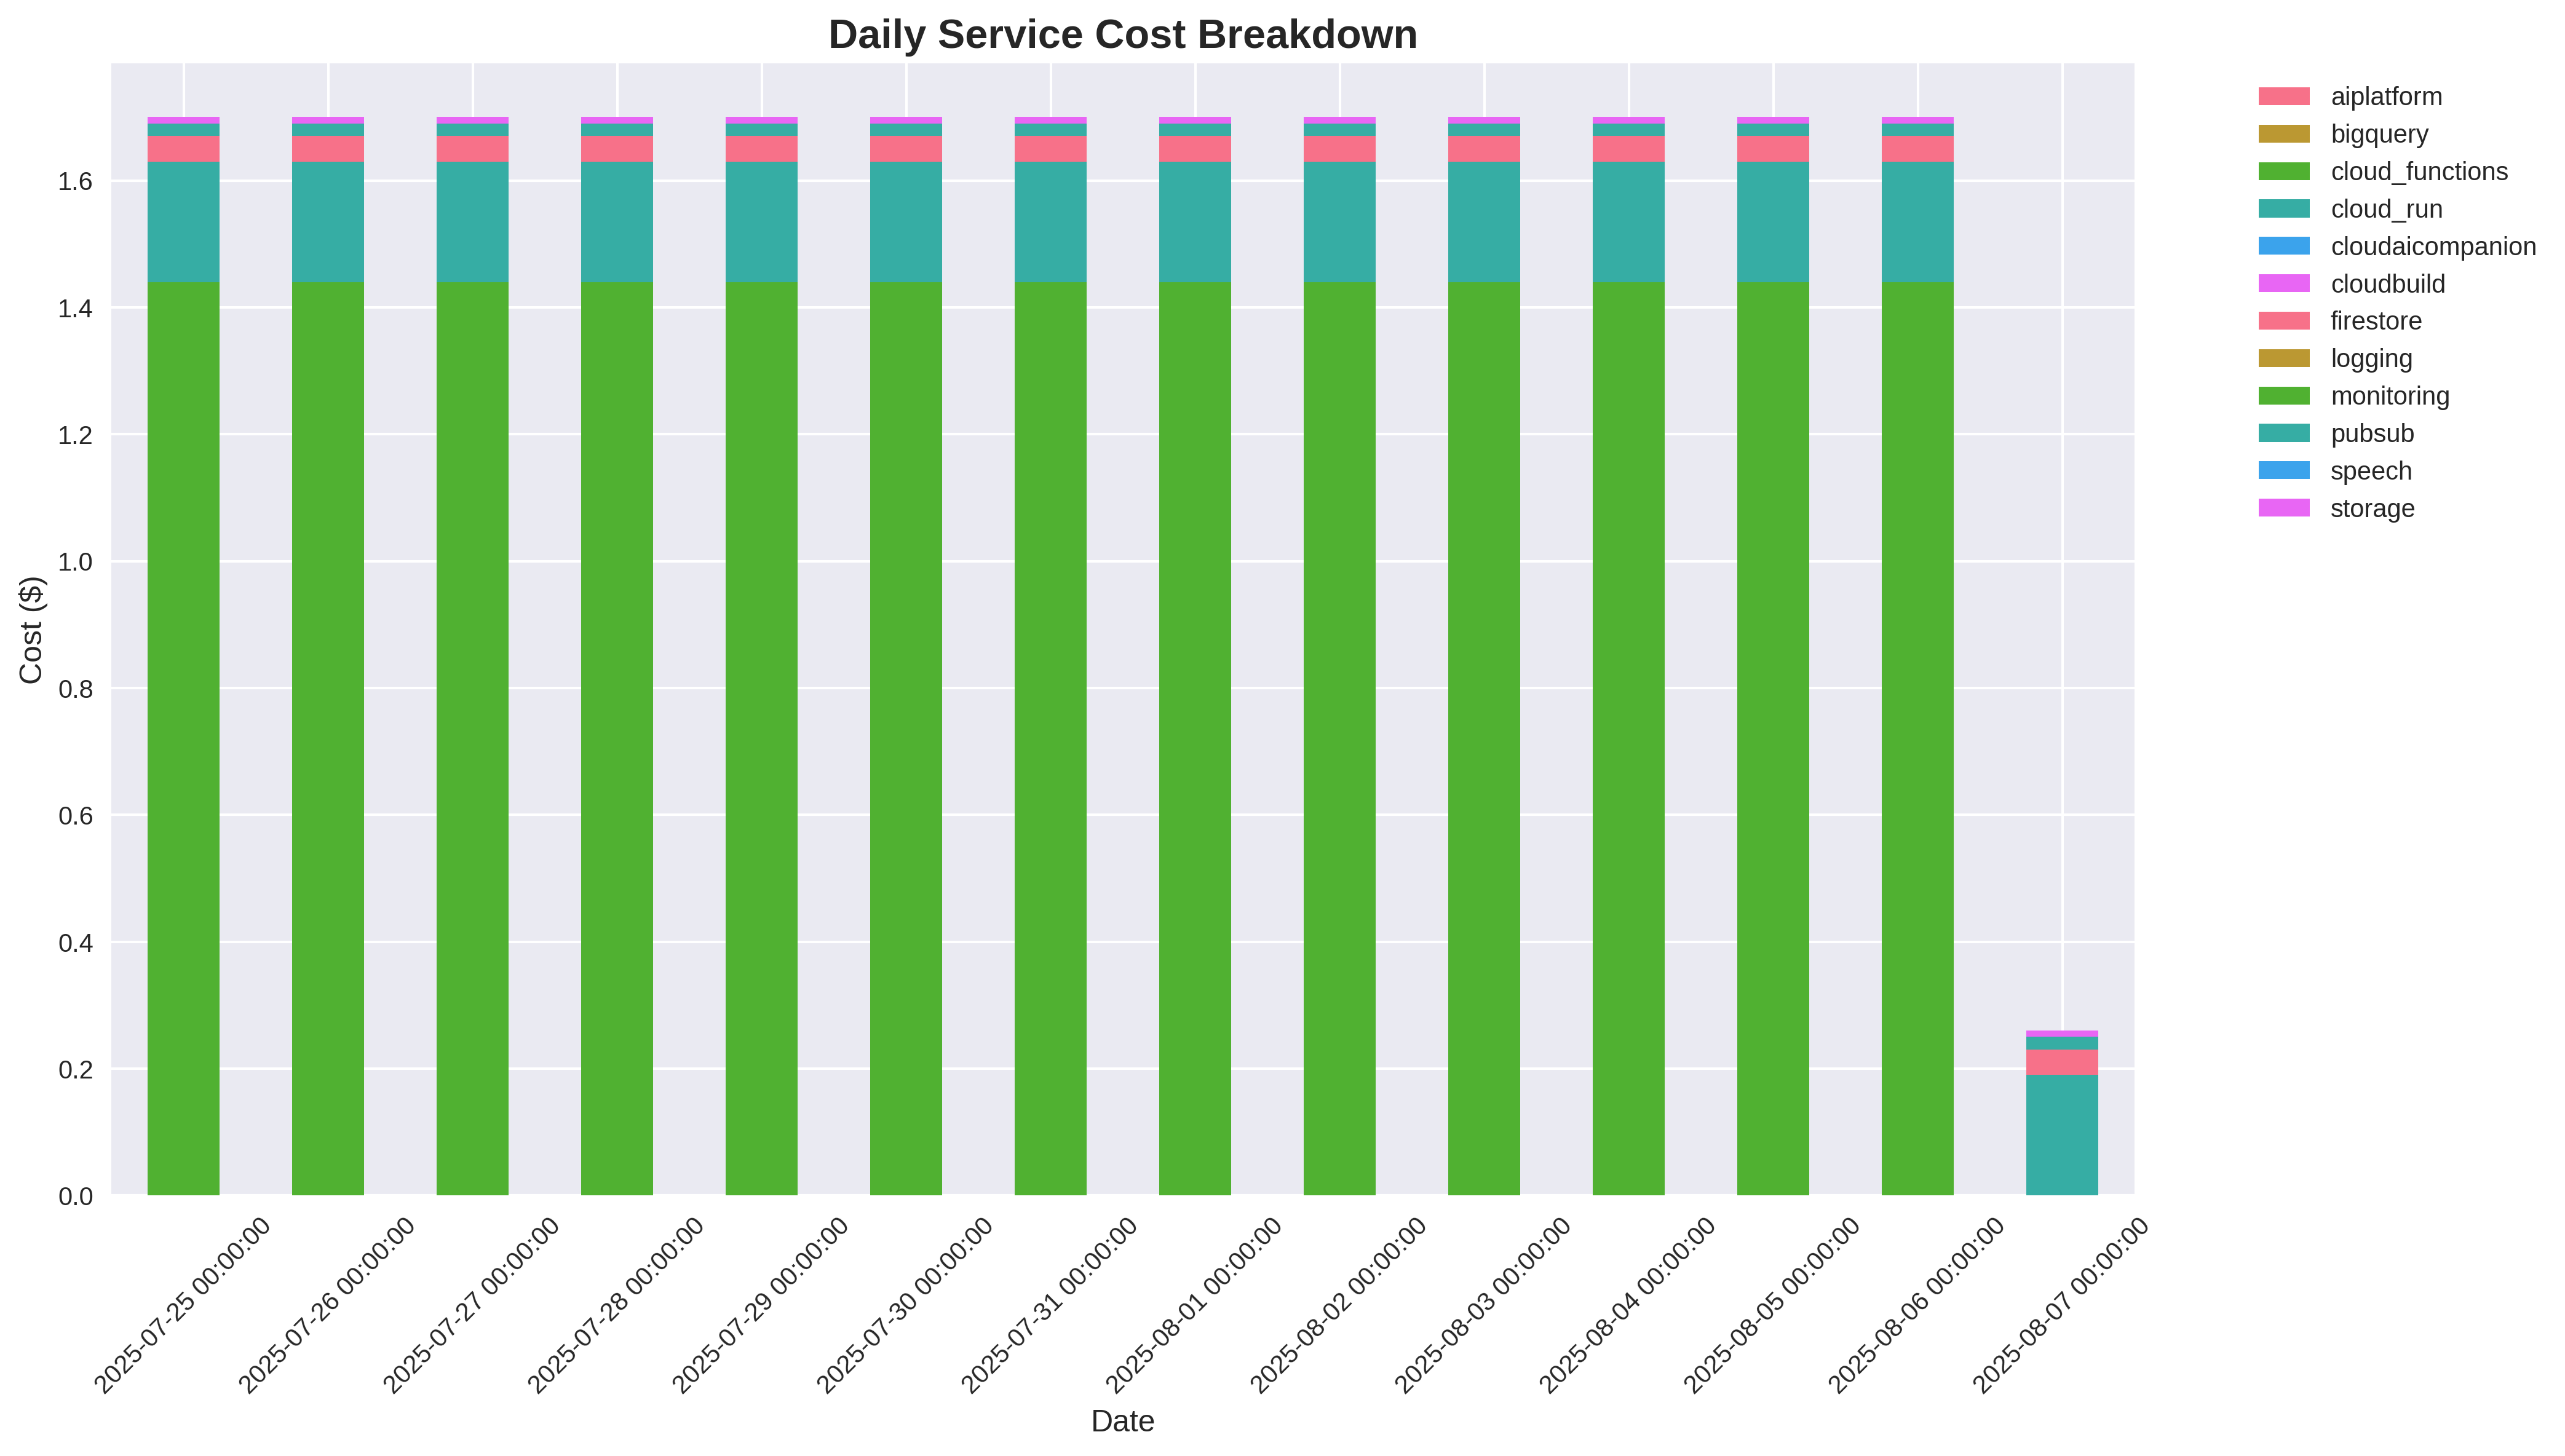 Daily Service Cost Breakdown
aiplatform
bigquery
cloud_functions
cloud_run
cloudaicompanion
cloudbuild
firestore
logging
monitoring
pubsub
speech
storage
Cost ($)
1.6
1.4
1.2
1.0
0.8
0.6
0.4
0.2
0.0
2025-07-25 00:00:00
2025-07-26 00:00:00
2025-07-27 00:00:00
2025-07-28 00:00:00
2025-07-29 00:00:00
2025-07-30 00:00:00
2025-07-31 00:00:00
2025-08-01 00:00:00
2025-08-02 00:00:00
2025-08-03 00:00:00
2025-08-04 00:00:00
2025-08-05 00:00:00
2025-08-06 00:00:00
2025-08-07 00:00:00
Date